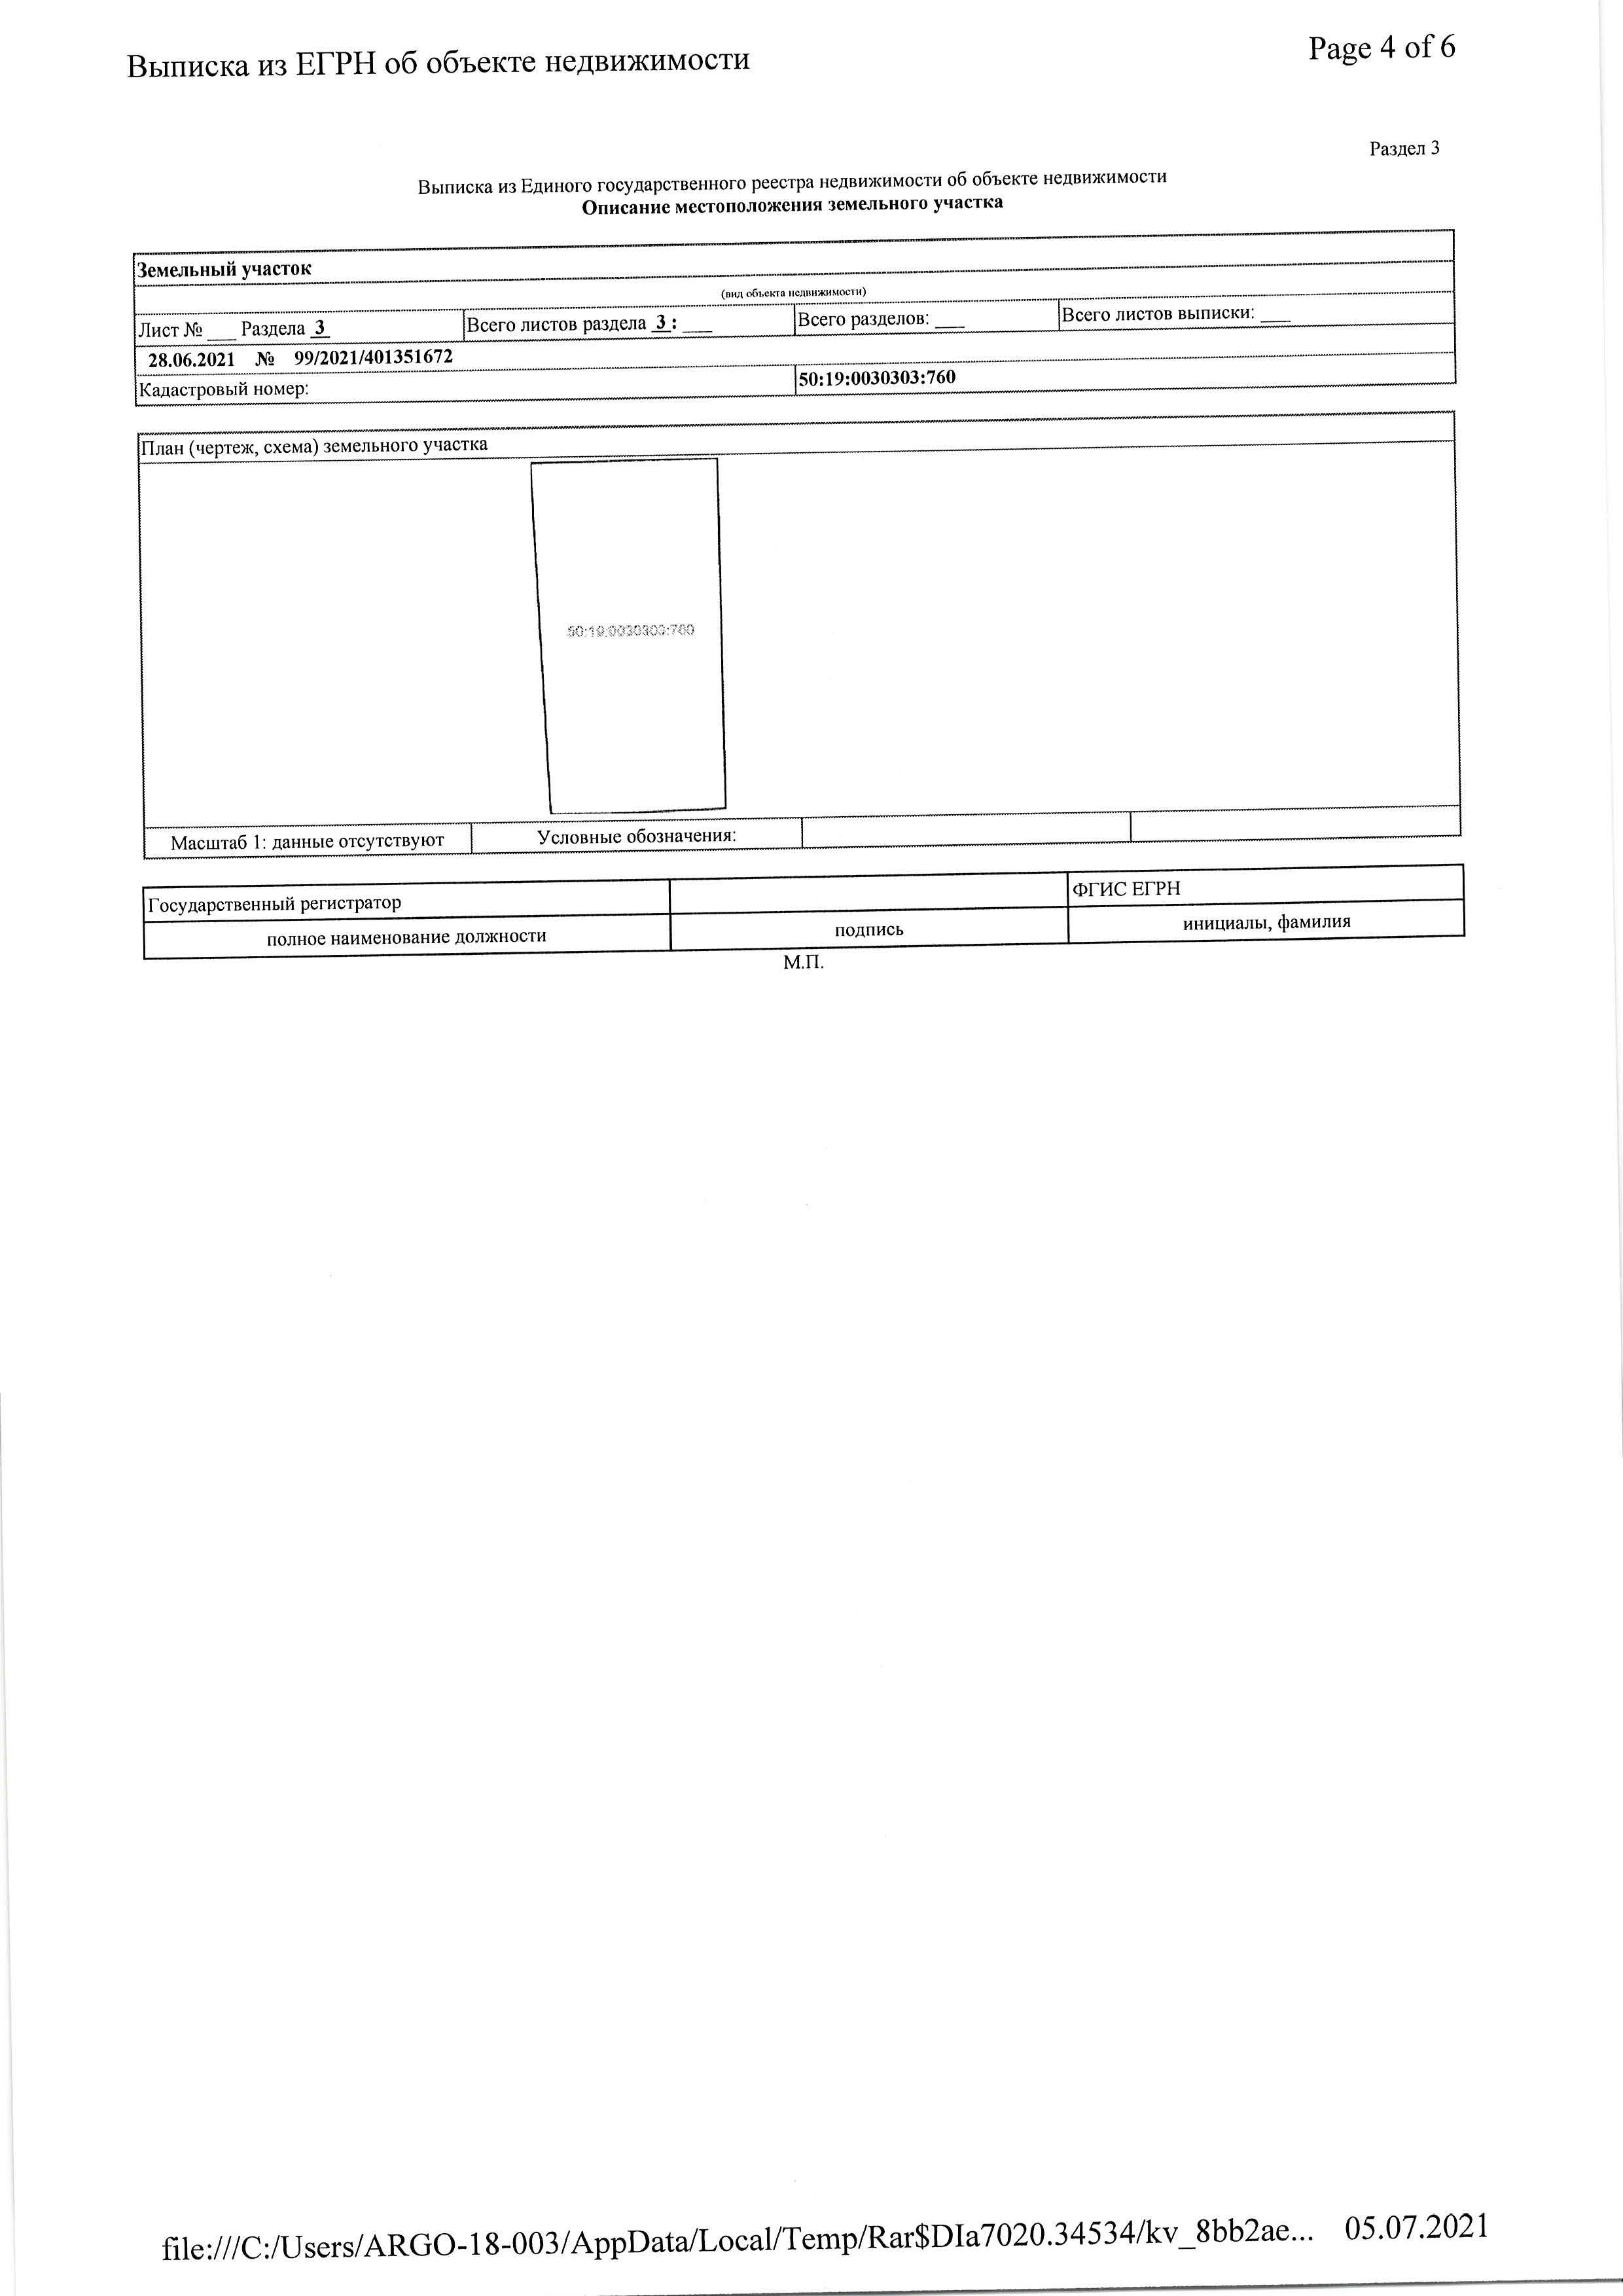 Выписка из ЕГРН об объекте недвижимости
Page 4 of 6
Раздел 3
Выписка из Единого государственного реестра недвижимости об объекте недвижимости
Описание местоположения земельного участка
Земельный участок
(вид объекта недвижимости)
Лист № ___ Раздела 3
Всего листов раздела 3 : ___
Всего разделов: ___
Всего листов выписки: ___
28.06.2021 № 99/2021/401351672
Кадастровый номер:
50:19:0030303:760
План (чертеж, схема) земельного участка
50:19:0030303:760
Масштаб 1: данные отсутствуют
Условные обозначения:
Государственный регистратор
ФГИС ЕГРН
полное наименование должности
подпись
инициалы, фамилия
М.П.
file:///C:/Users/ARGO-18-003/AppData/Local/Temp/Rar$DIa7020.34534/kv_8bb2ae... 05.07.2021